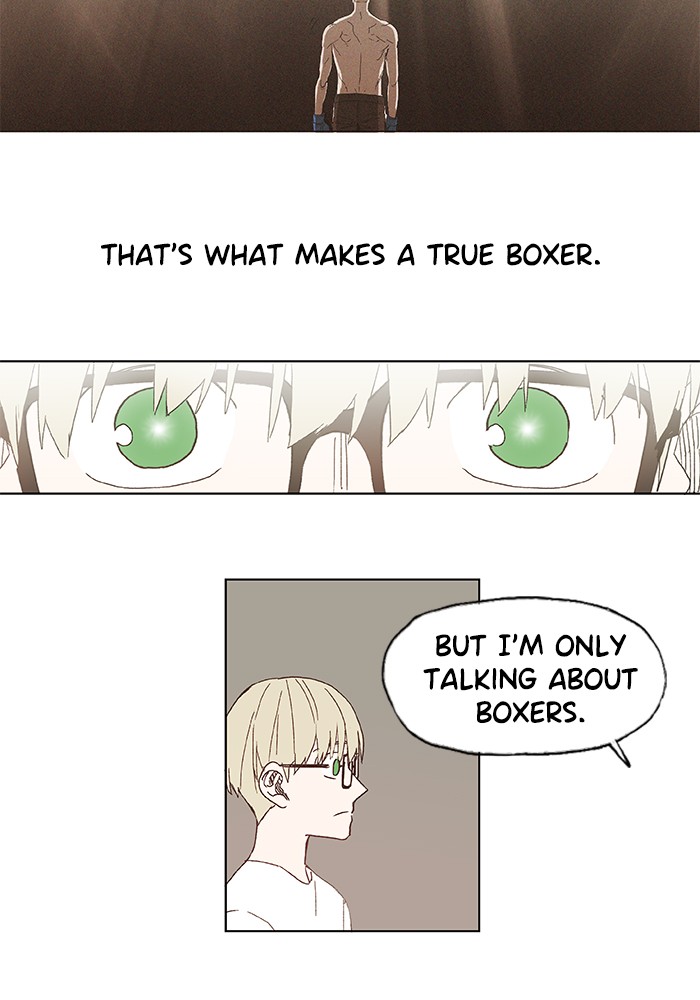 THAT'S WHAT MAKES A TRUE BOXER.
BUT I'M ONLY
TALKING ABOUT
BOXERS.